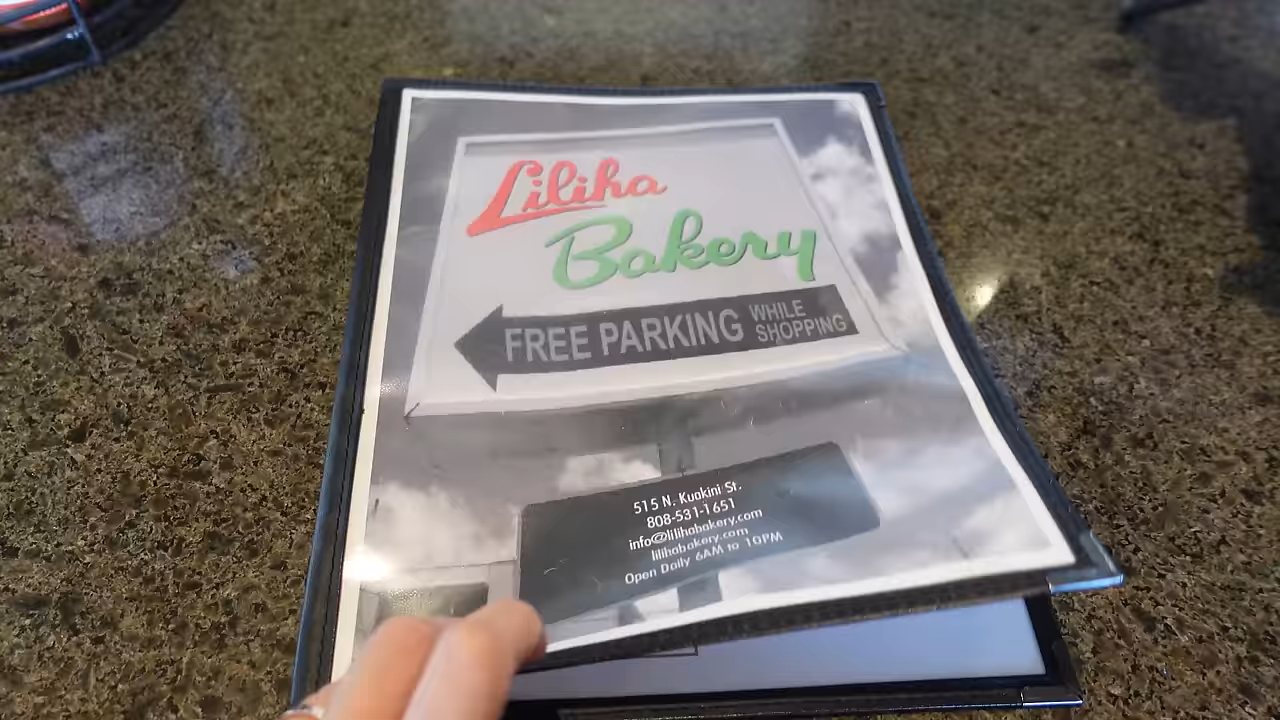 Liliha
Bakery
FREE PARKING WHILE SHOPPING
515 N. Kuakini St.
808-531-1651
info@lilihabakery.com
lilihabakery.com
Open Daily 6AM to 10PM